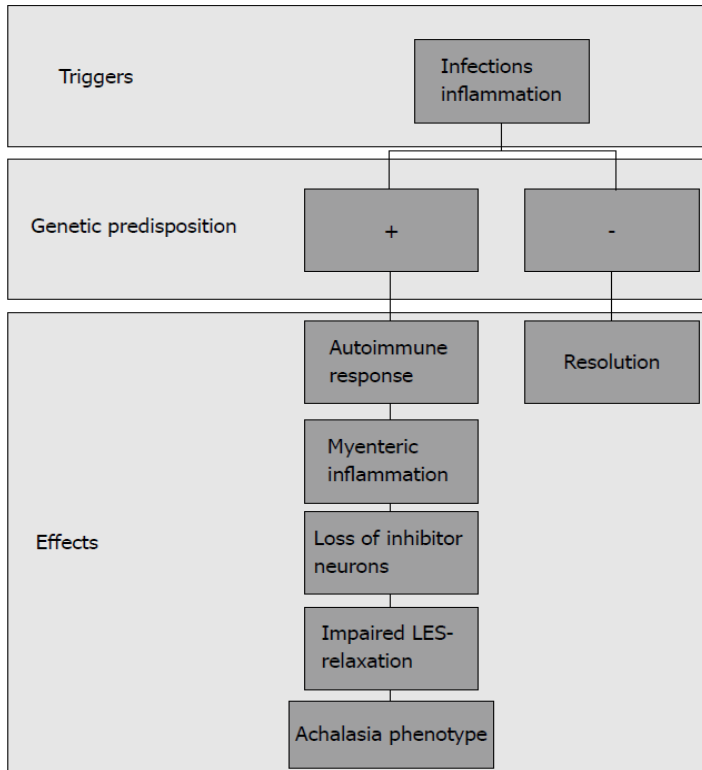 Triggers
Infections
inflammation
Genetic predisposition
+
-
Effects
Autoimmune
response
Resolution
Myenteric
inflammation
Loss of inhibitor
neurons
Impaired LES-
relaxation
Achalasia phenotype